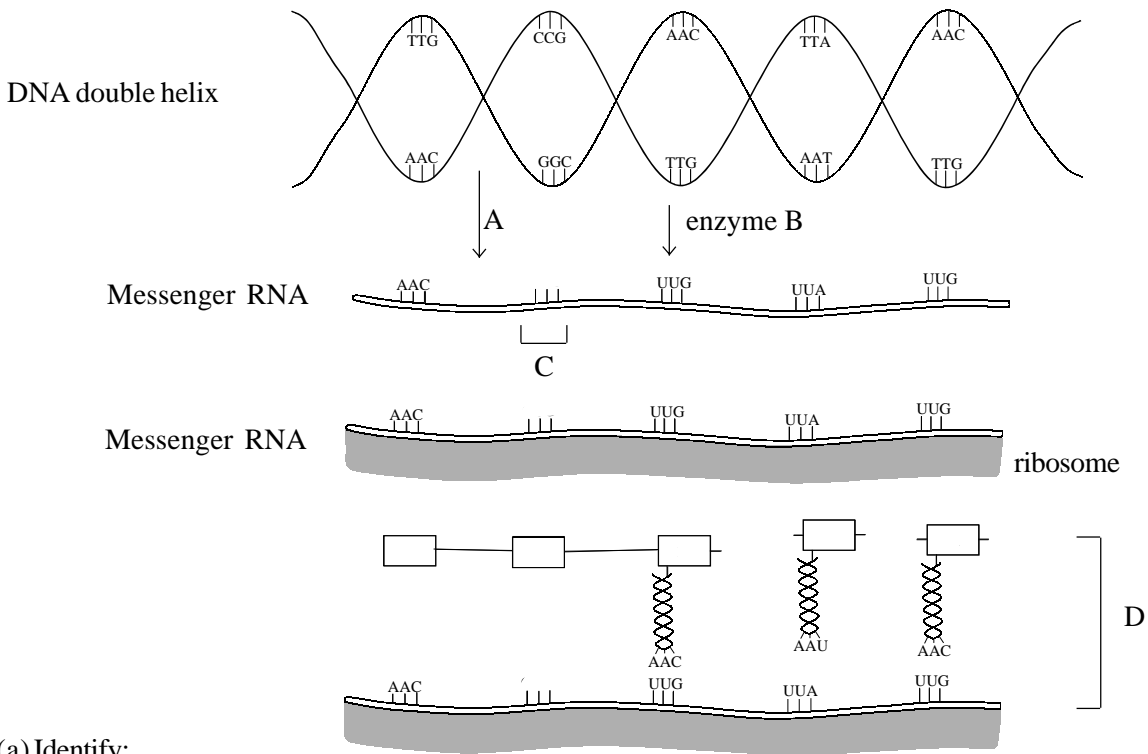 TTG CCG AAC TTA AAC
DNA double helix
AAC GGC TTG AAT TTG
A enzyme B
Messenger RNA AAC UUG UUA UUG
C
Messenger RNA AAC UUG UUA UUG
ribosome
D
AAC AAU AAC
AAC UUG UUA UUG
(a) Identify: